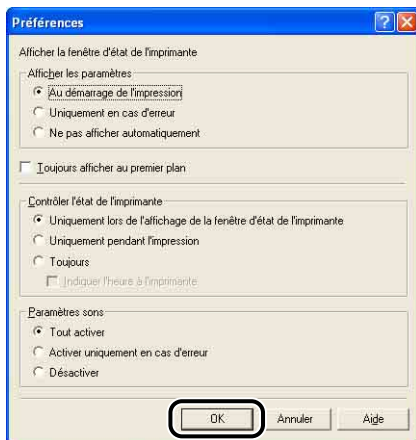 Préférences
Afficher la fenêtre d'état de l'imprimante
Afficher les paramètres
Au démarrage de l'impression
Uniquement en cas d'erreur
Ne pas afficher automatiquement
Toujours afficher au premier plan
Contrôler l'état de l'imprimante
Uniquement lors de l'affichage de la fenêtre d'état de l'imprimante
Uniquement pendant l'impression
Toujours
Indiquer l'heure à l'imprimante
Paramètres sons
Tout activer
Activer uniquement en cas d'erreur
Désactiver
OK Annuler Aide